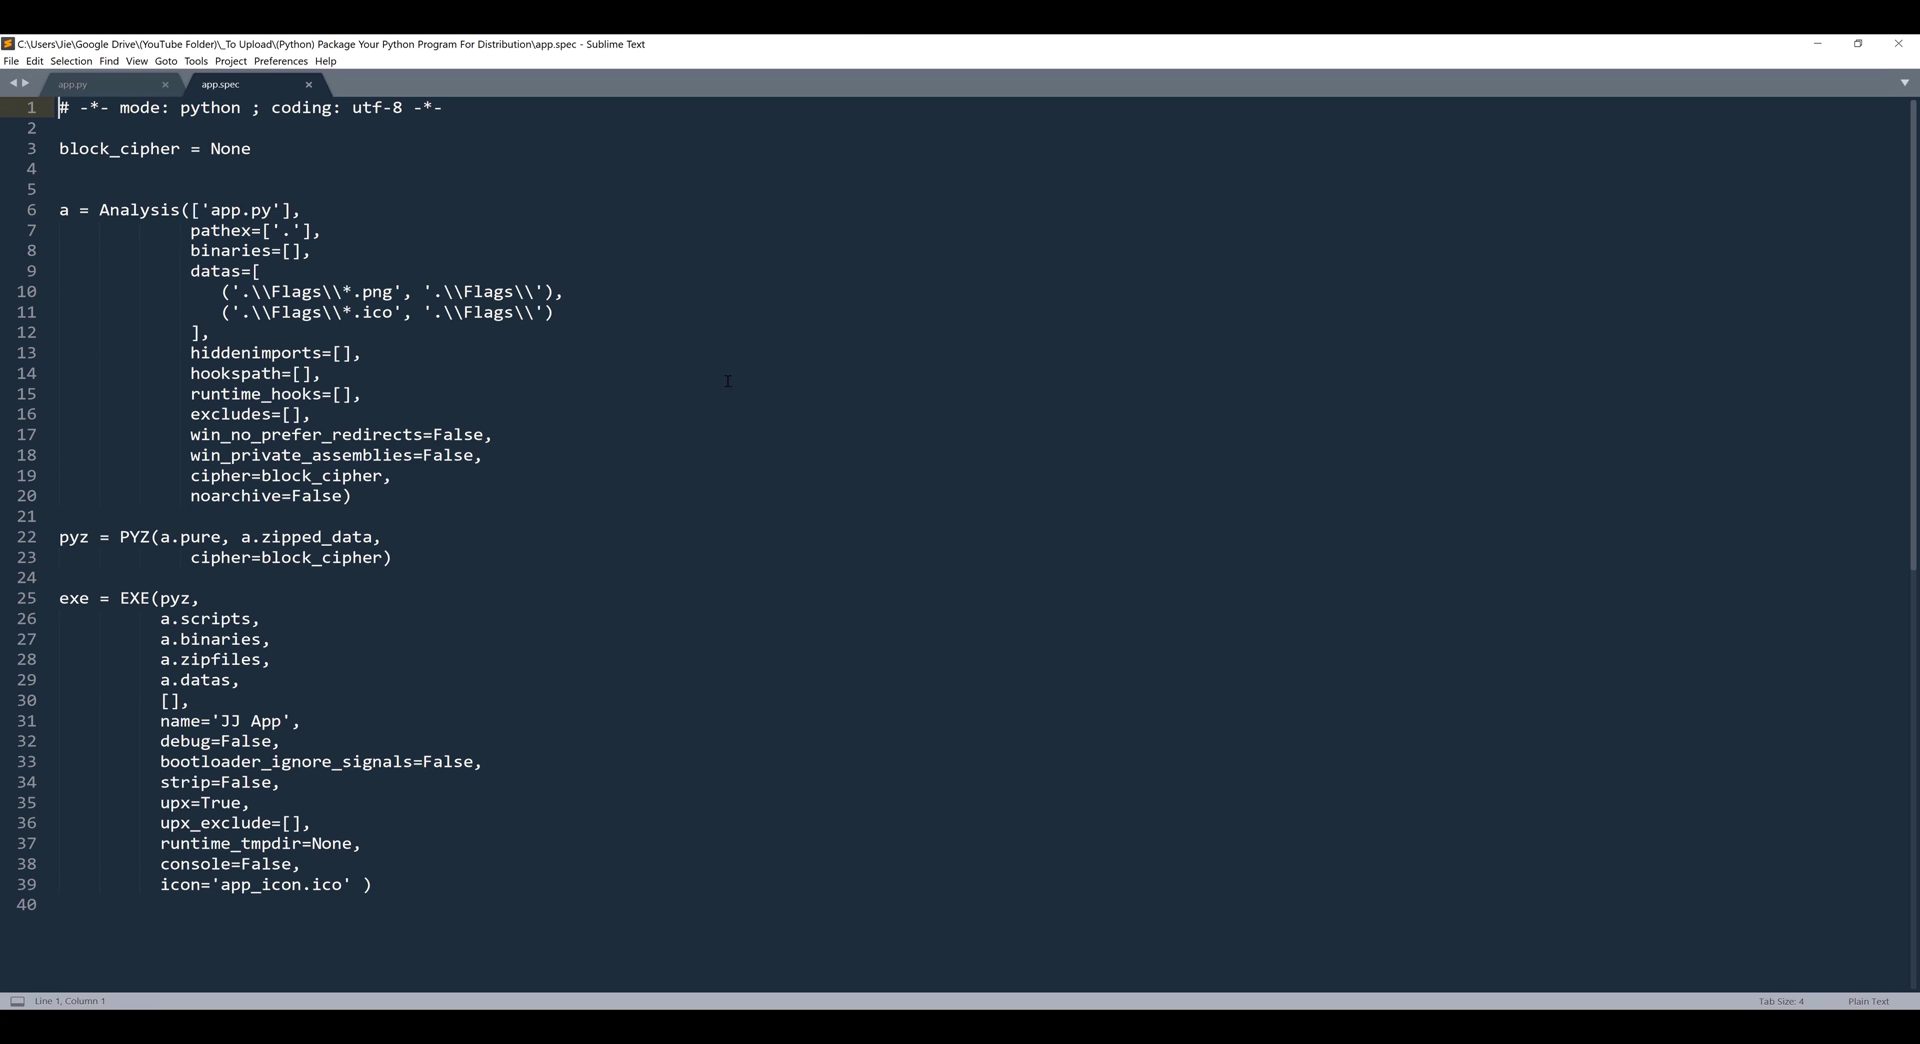 C:\Users\Jie\Google Drive\(YouTube Folder)\_To Upload\(Python) Package Your Python Program For Distribution\app.spec - Sublime Text
File Edit Selection Find View Goto Tools Project Preferences Help
app.py app.spec
1 # -*- mode: python ; coding: utf-8 -*-
2
3 block_cipher = None
4
5
6 a = Analysis(['app.py'],
7 pathex=['.'],
8 binaries=[],
9 datas=[
10 ('.\\Flags\\*.png', '.\\Flags\\'),
11 ('.\\Flags\\*.ico', '.\\Flags\\')
12 ],
13 hiddenimports=[],
14 hookspath=[],
15 runtime_hooks=[],
16 excludes=[],
17 win_no_prefer_redirects=False,
18 win_private_assemblies=False,
19 cipher=block_cipher,
20 noarchive=False)
21
22 pyz = PYZ(a.pure, a.zipped_data,
23 cipher=block_cipher)
24
25 exe = EXE(pyz,
26 a.scripts,
27 a.binaries,
28 a.zipfiles,
29 a.datas,
30 [],
31 name='JJ App',
32 debug=False,
33 bootloader_ignore_signals=False,
34 strip=False,
35 upx=True,
36 upx_exclude=[],
37 runtime_tmpdir=None,
38 console=False,
39 icon='app_icon.ico' )
40
Line 1, Column 1 Tab Size: 4 Plain Text